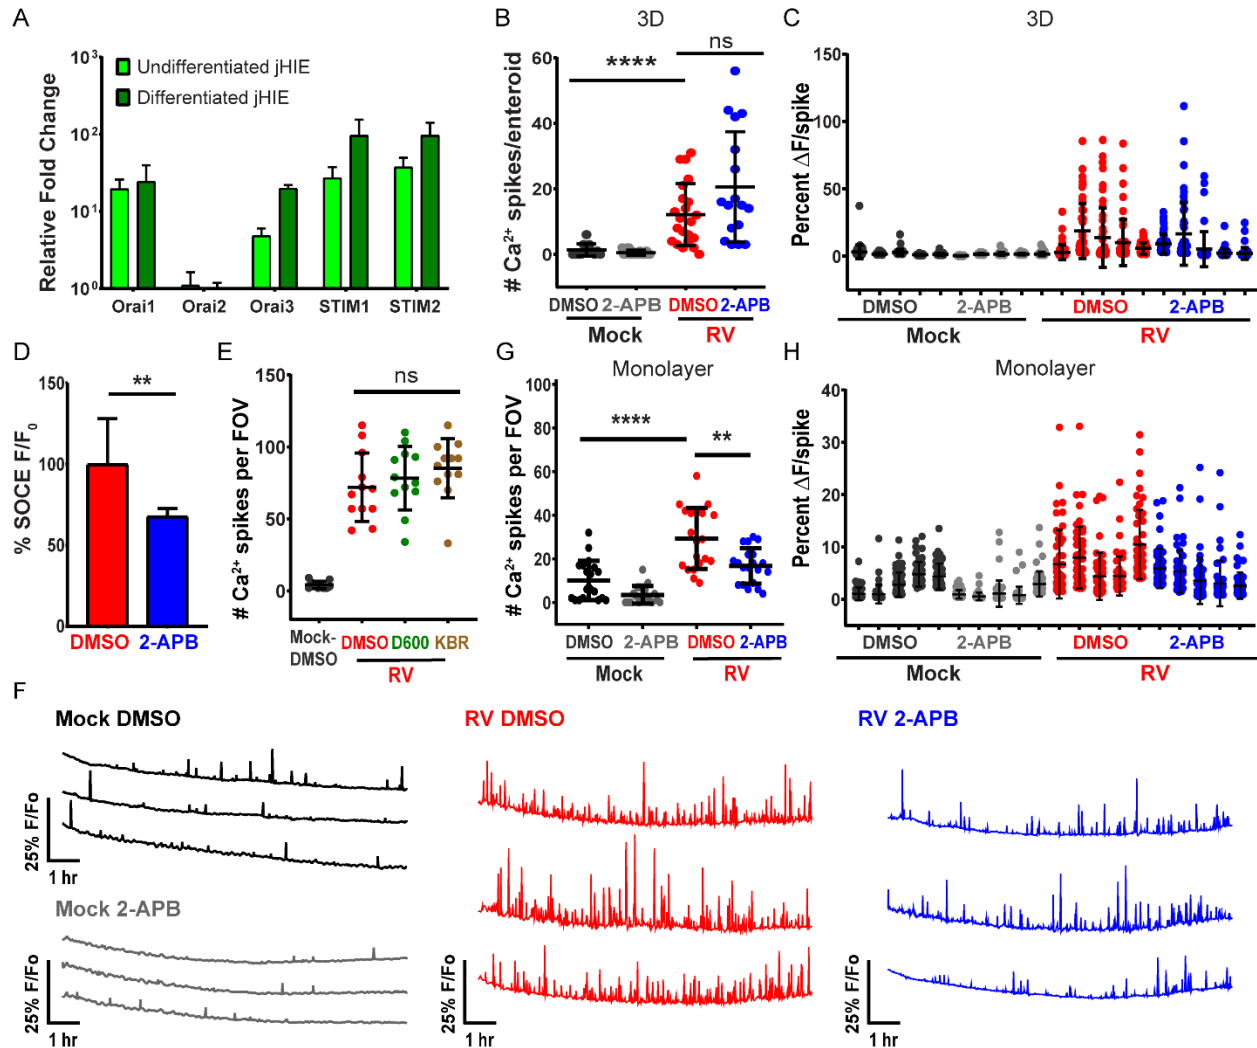 A
10³
10²
10¹
10⁰
Relative Fold Change
Undifferentiated jHIE
Differentiated jHIE
Orai1 Orai2 Orai3 STIM1 STIM2
B
3D
60
40
20
0
# Ca²⁺ spikes/enteroid
**** ns
DMSO 2-APB DMSO 2-APB
Mock RV
C
3D
150
100
50
0
Percent ΔF/spike
DMSO 2-APB DMSO 2-APB
Mock RV
D
150
100
50
0
% SOCE F/F₀
**
DMSO 2-APB
E
150
100
50
0
# Ca²⁺ spikes per FOV
ns
Mock-
DMSO
DMSO D600 KBR
RV
G
Monolayer
100
80
60
40
20
0
# Ca²⁺ spikes per FOV
**** **
DMSO 2-APB DMSO 2-APB
Mock RV
H
Monolayer
40
30
20
10
0
Percent ΔF/spike
DMSO 2-APB DMSO 2-APB
Mock RV
F
Mock DMSO
25% F/Fo
1 hr
Mock 2-APB
25% F/Fo
1 hr
RV DMSO
25% F/Fo
1 hr
RV 2-APB
25% F/Fo
1 hr